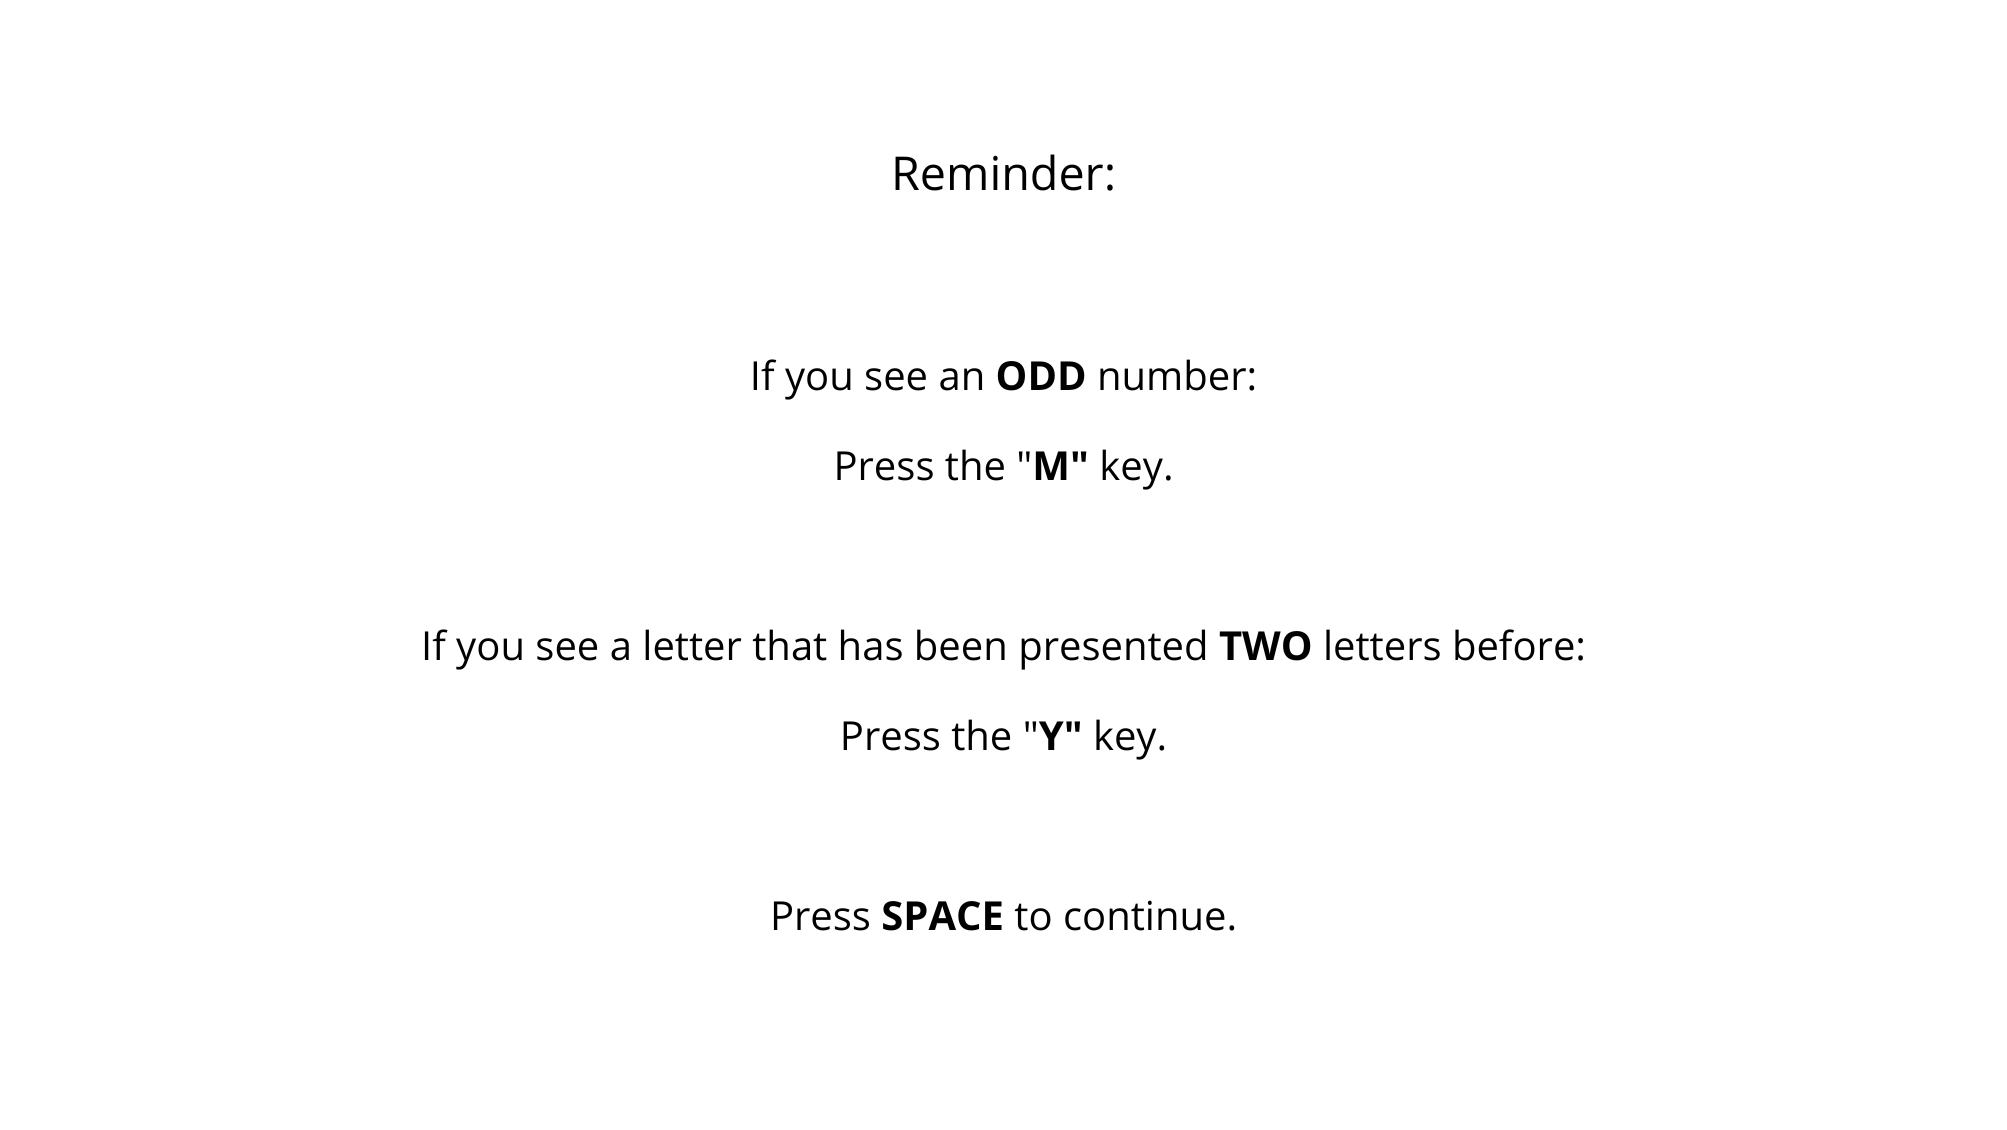 Reminder:
If you see an ODD number:
Press the "M" key.
If you see a letter that has been presented TWO letters before:
Press the "Y" key.
Press SPACE to continue.